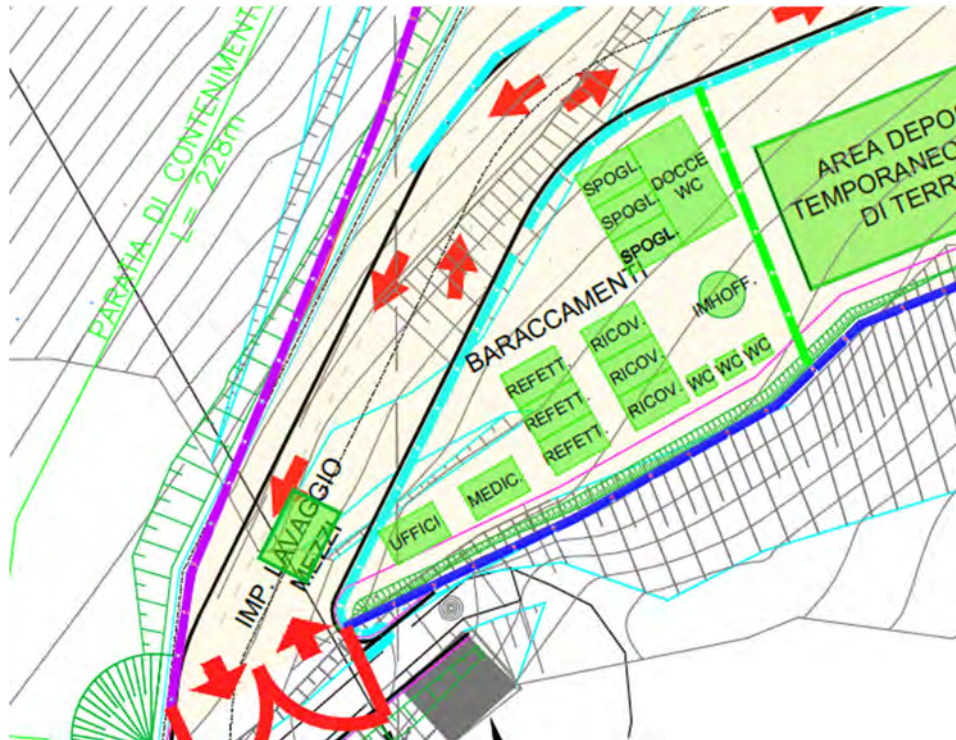 PARATIA DI CONTENIMENT
L= 228m
SPOGL.
SPOGL.
SPOGL.
DOCCE
WC
AREA DEPO
TEMPORANEO
DI TERR
BARACCAMENTI
IMHOFF.
REFETT.
REFETT.
REFETT.
RICOV.
RICOV.
RICOV.
WC
WC
WC
MEDIC.
UFFICI
IMP. LAVAGGIO
MEZZI